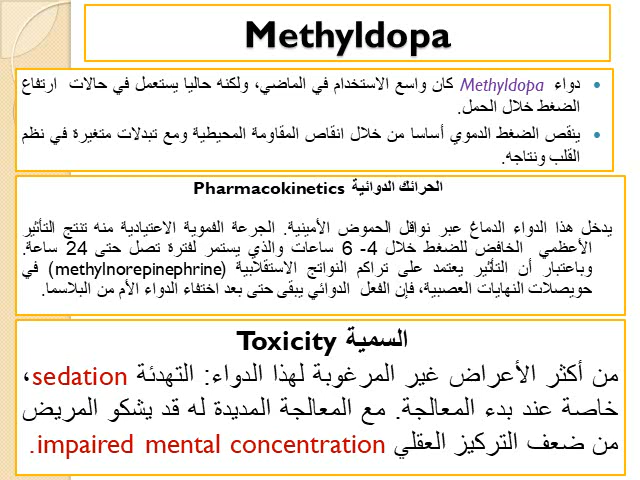 Methyldopa
دواء Methyldopa كان واسع الاستخدام في الماضي، ولكنه حاليا يستعمل في حالات ارتفاع
الضغط خلال الحمل.
ينقص الضغط الدموي أساسا من خلال انقاص المقاومة المحيطية ومع تبدلات متغيرة في نظم
القلب ونتاجه.
الحرائك الدوائية Pharmacokinetics
يدخل هذا الدواء الدماغ عبر نواقل الحموض الأمينية. الجرعة الفموية الاعتيادية منه تنتج التأثير
الأعظمي الخافض للضغط خلال 4- 6 ساعات والذي يستمر لفترة تصل حتى 24 ساعة.
وباعتبار أن التأثير يعتمد على تراكم النواتج الاستقلابية (methylnorepinephrine) في
حويصلات النهايات العصبية، فإن الفعل الدوائي يبقى حتى بعد اختفاء الدواء الأم من البلاسما.
السمية Toxicity
من أكثر الأعراض غير المرغوبة لهذا الدواء: التهدئة sedation،
خاصة عند بدء المعالجة. مع المعالجة المديدة له قد يشكو المريض
من ضعف التركيز العقلي impaired mental concentration.